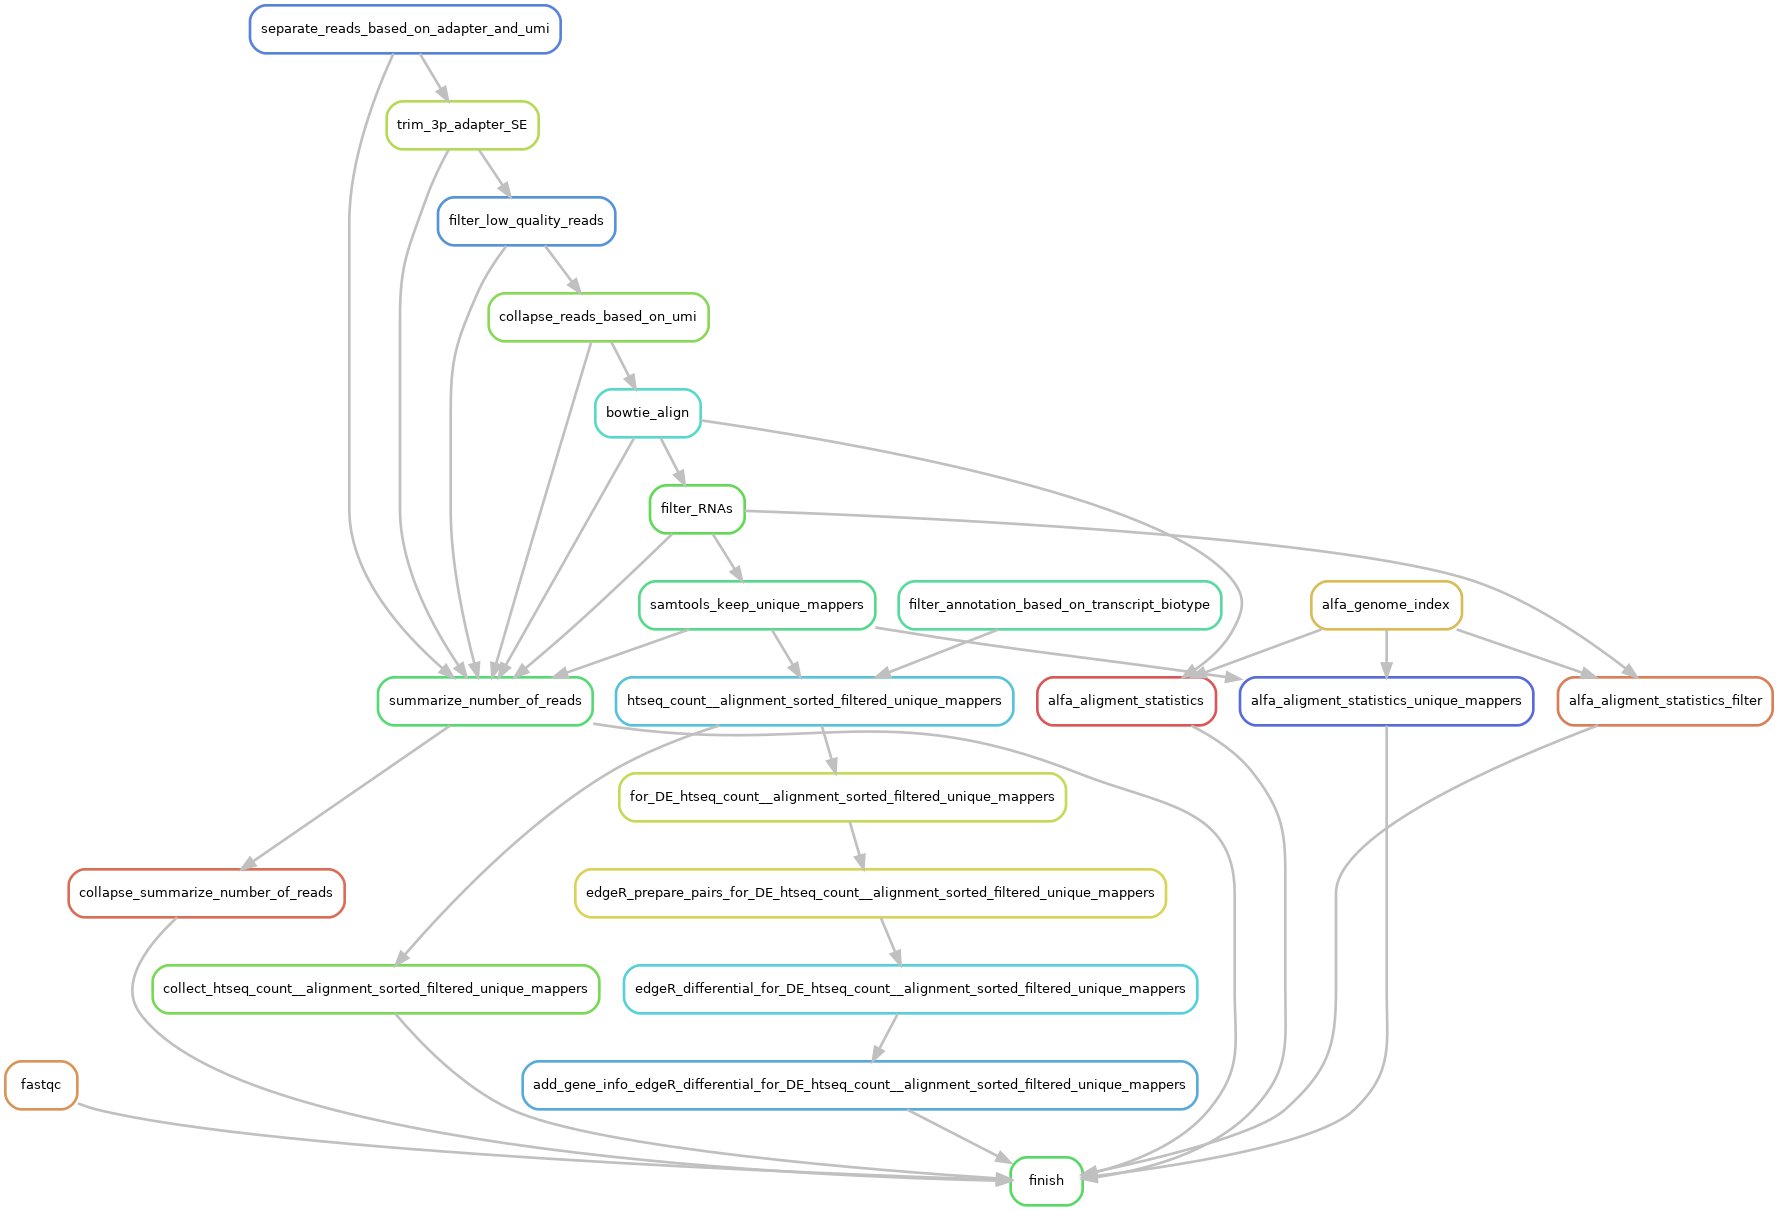 separate_reads_based_on_adapter_and_umi
trim_3p_adapter_SE
filter_low_quality_reads
collapse_reads_based_on_umi
bowtie_align
filter_RNAs
samtools_keep_unique_mappers
filter_annotation_based_on_transcript_biotype
alfa_genome_index
summarize_number_of_reads
htseq_count__alignment_sorted_filtered_unique_mappers
alfa_aligment_statistics
alfa_aligment_statistics_unique_mappers
alfa_aligment_statistics_filter
for_DE_htseq_count__alignment_sorted_filtered_unique_mappers
collapse_summarize_number_of_reads
edgeR_prepare_pairs_for_DE_htseq_count__alignment_sorted_filtered_unique_mappers
collect_htseq_count__alignment_sorted_filtered_unique_mappers
edgeR_differential_for_DE_htseq_count__alignment_sorted_filtered_unique_mappers
fastqc
add_gene_info_edgeR_differential_for_DE_htseq_count__alignment_sorted_filtered_unique_mappers
finish